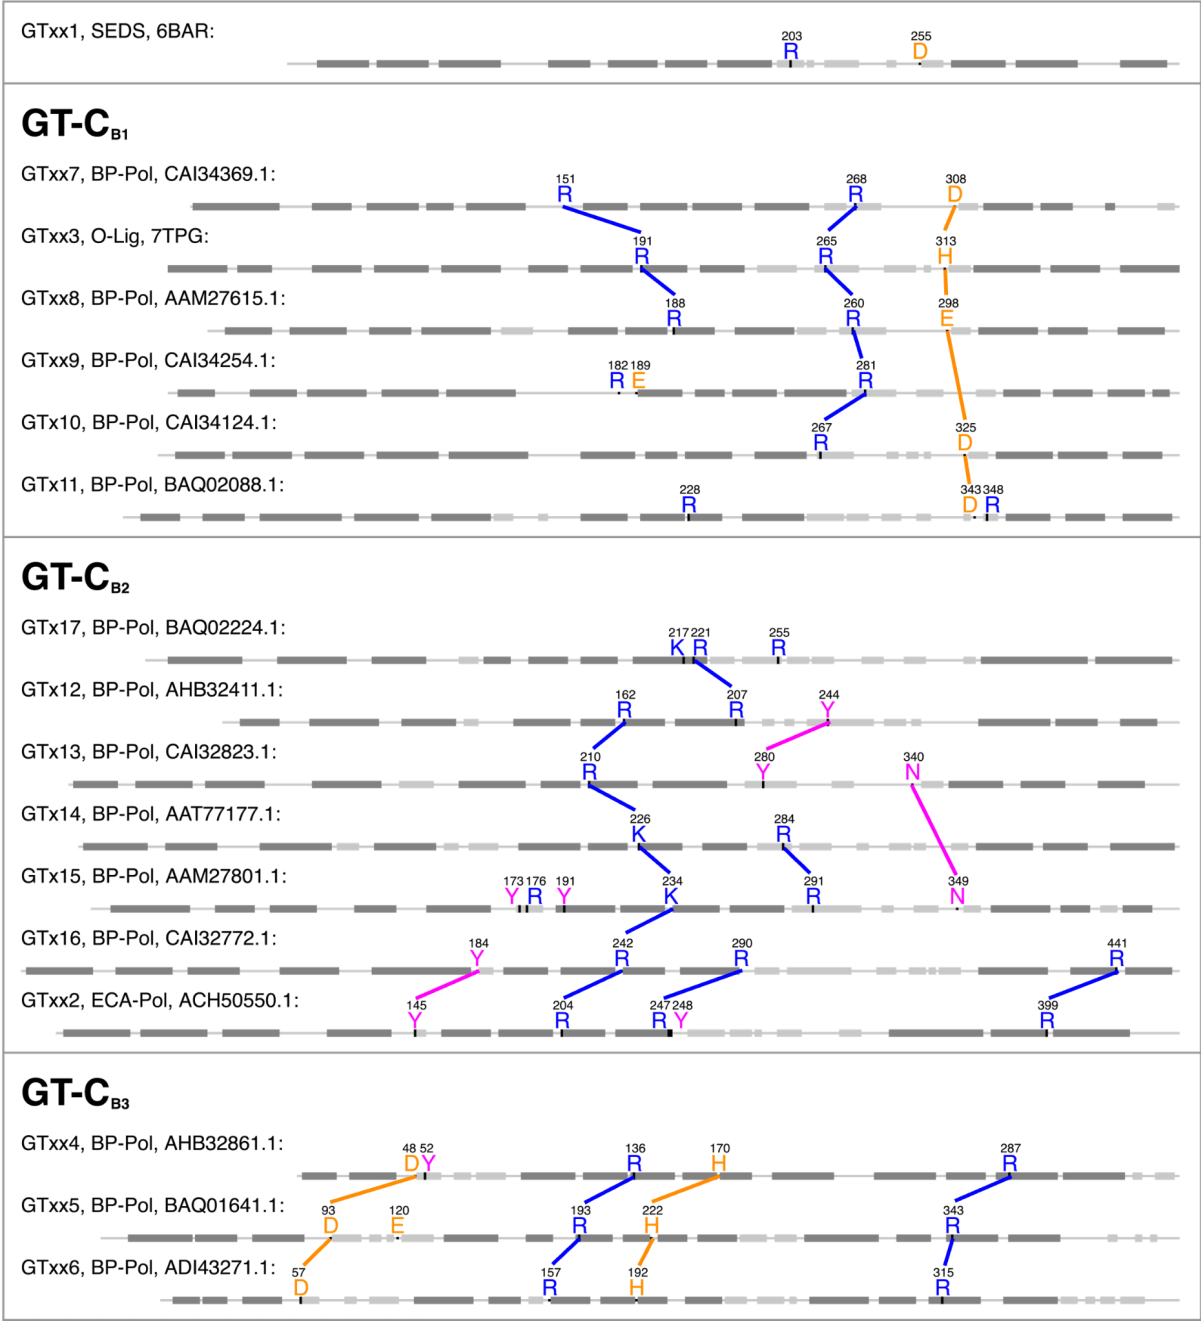 GTxx1, SEDS, 6BAR:
203 255
R D
GT-CB1
GTxx7, BP-Pol, CAI34369.1:
151 268 308
R R D
GTxx3, O-Lig, 7TPG:
191 265 313
R R H
GTxx8, BP-Pol, AAM27615.1:
188 260 298
R R E
GTxx9, BP-Pol, CAI34254.1:
182 189 281
R E R
GTx10, BP-Pol, CAI34124.1:
267 325
R D
GTx11, BP-Pol, BAQ02088.1:
228 343 348
R D R
GT-CB2
GTx17, BP-Pol, BAQ02224.1:
217 221 255
K R R
GTx12, BP-Pol, AHB32411.1:
162 207 244
R R Y
GTx13, BP-Pol, CAI32823.1:
210 280 340
R Y N
GTx14, BP-Pol, AAT77177.1:
226 284
K R
GTx15, BP-Pol, AAM27801.1:
173 176 191 234 291 349
Y R Y K R N
GTx16, BP-Pol, CAI32772.1:
184 242 290 441
Y R R R
GTxx2, ECA-Pol, ACH50550.1:
145 204 247 248 399
Y R R Y R
GT-CB3
GTxx4, BP-Pol, AHB32861.1:
48 52 136 170 287
D Y R H R
GTxx5, BP-Pol, BAQ01641.1:
93 120 193 222 343
D E R H R
GTxx6, BP-Pol, ADI43271.1:
57 157 192 315
D R H R